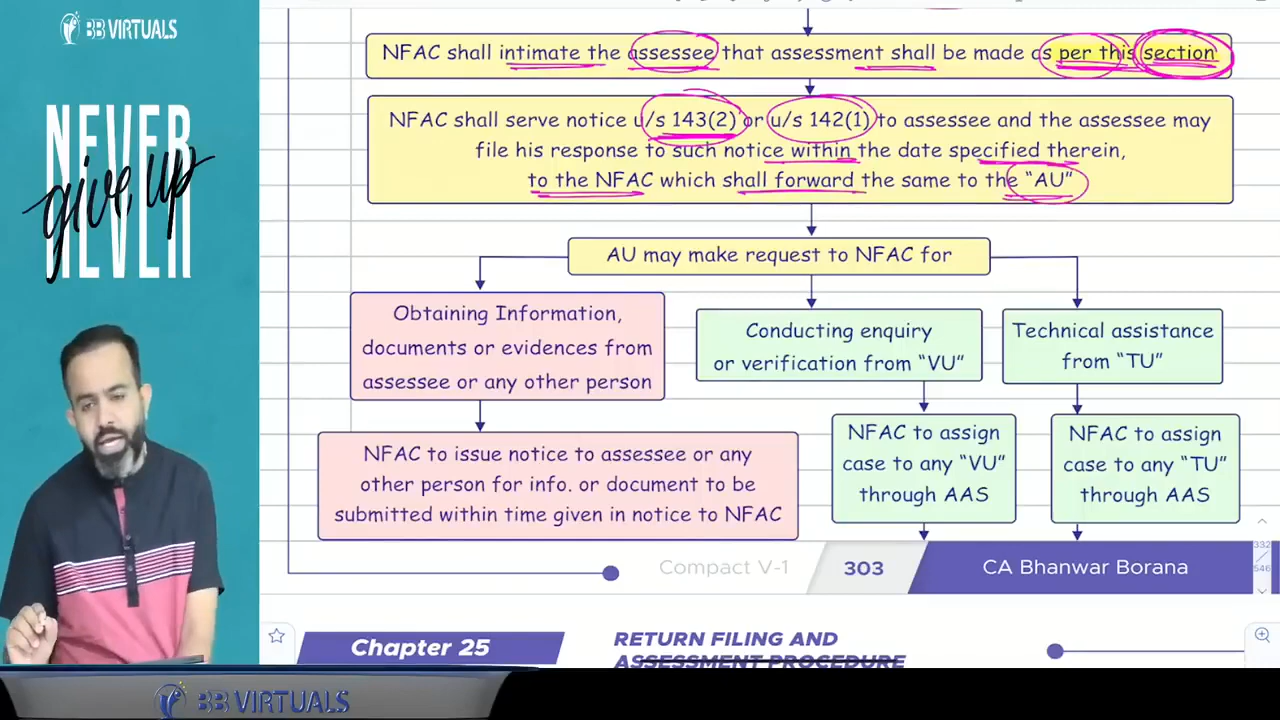 BB VIRTUALS
NEVER
give up
NEVER
NFAC shall intimate the assessee that assessment shall be made as per this section
NFAC shall serve notice u/s 143(2) or u/s 142(1) to assessee and the assessee may
file his response to such notice within the date specified therein,
to the NFAC which shall forward the same to the "AU"
AU may make request to NFAC for
Obtaining Information,
documents or evidences from
assessee or any other person
Conducting enquiry
or verification from "VU"
Technical assistance
from "TU"
NFAC to issue notice to assessee or any
other person for info. or document to be
submitted within time given in notice to NFAC
NFAC to assign
case to any "VU"
through AAS
NFAC to assign
case to any "TU"
through AAS
332
/
546
Compact V-1
303
CA Bhanwar Borana
Chapter 25
RETURN FILING AND
ASSESSMENT PROCEDURE
BB VIRTUALS